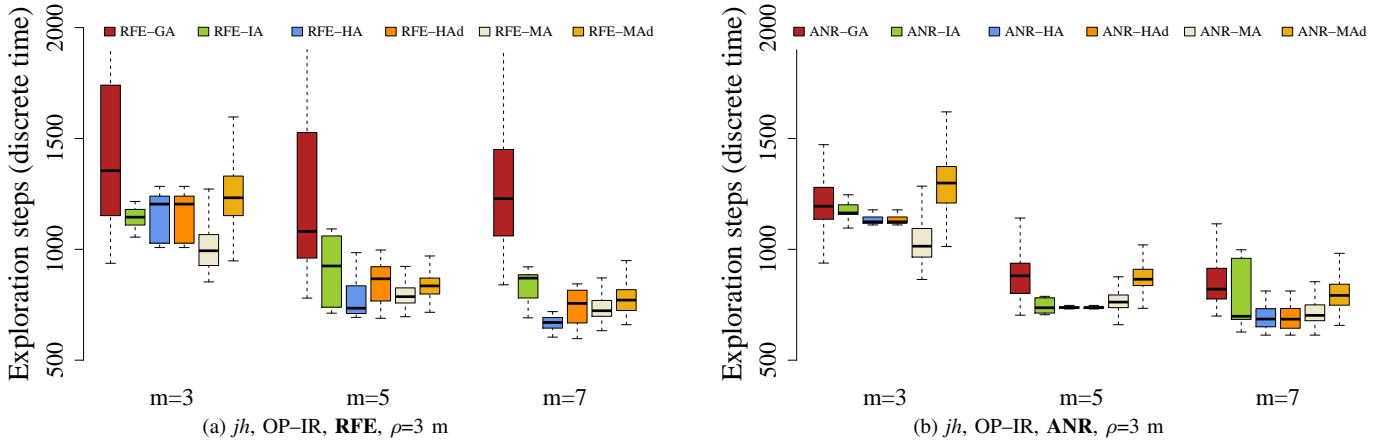 RFE–GA RFE–IA RFE–HA RFE–HAd RFE–MA RFE–MAd
Exploration steps (discrete time)
2000
1500
1000
500
m=3 m=5 m=7
(a) jh, OP–IR, RFE, ρ=3 m
ANR–GA ANR–IA ANR–HA ANR–HAd ANR–MA ANR–MAd
Exploration steps (discrete time)
2000
1500
1000
500
m=3 m=5 m=7
(b) jh, OP–IR, ANR, ρ=3 m